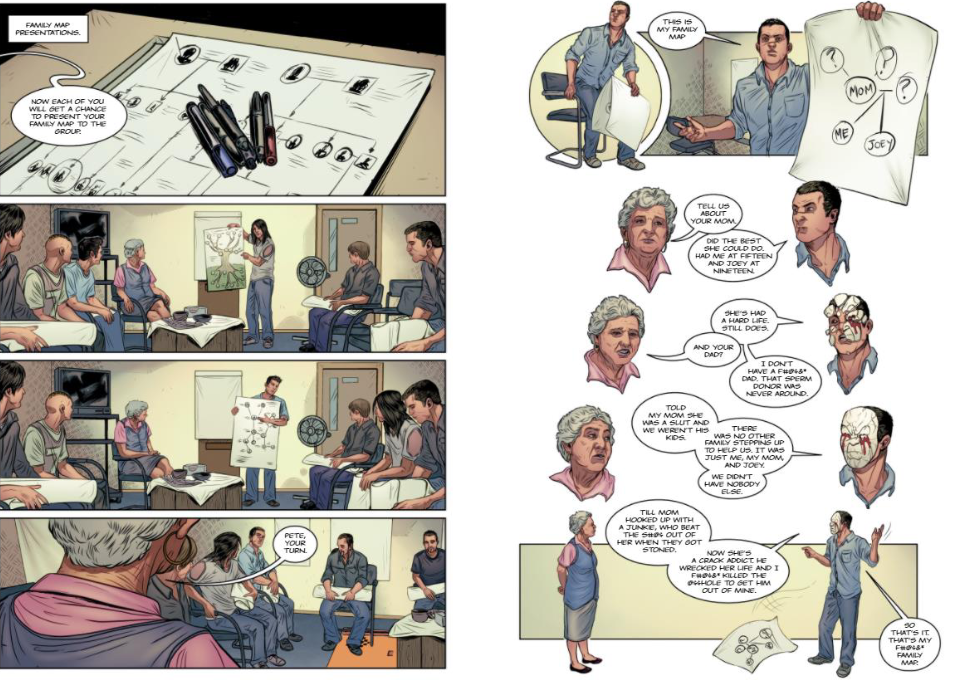 FAMILY MAP
PRESENTATIONS.
NOW EACH OF YOU
WILL GET A CHANCE
TO PRESENT YOUR
FAMILY MAP TO THE
GROUP.
PETE,
YOUR
TURN.
THIS IS
MY FAMILY
MAP
?
?
?
MOM
ME
JOEY
TELL US
ABOUT
YOUR MOM.
DID THE BEST
SHE COULD DO.
HAD ME AT FIFTEEN
AND JOEY AT
NINETEEN.
SHE'S HAD
A HARD LIFE.
STILL DOES.
AND YOUR
DAD?
I DON'T
HAVE A F#@&*
DAD. THAT SPERM
DONOR WAS
NEVER AROUND.
TOLD
MY MOM SHE
WAS A SLUT AND
WE WEREN'T HIS
KIDS.
THERE
WAS NO OTHER
FAMILY STEPPING UP
TO HELP US. IT WAS
JUST ME, MY MOM,
AND JOEY.
WE DIDN'T
HAVE NOBODY
ELSE.
TILL MOM
HOOKED UP WITH
A JUNKIE, WHO BEAT
THE OUT OF
HER WHEN THEY GOT
STONED.
NOW SHE'S
A CRACK ADDICT. HE
WRECKED HER LIFE AND I
F#@&* KILLED THE
TO GET HIM
OUT OF MINE.
SO
THAT'S IT.
THAT'S MY
F#@&*
FAMILY
MAP.